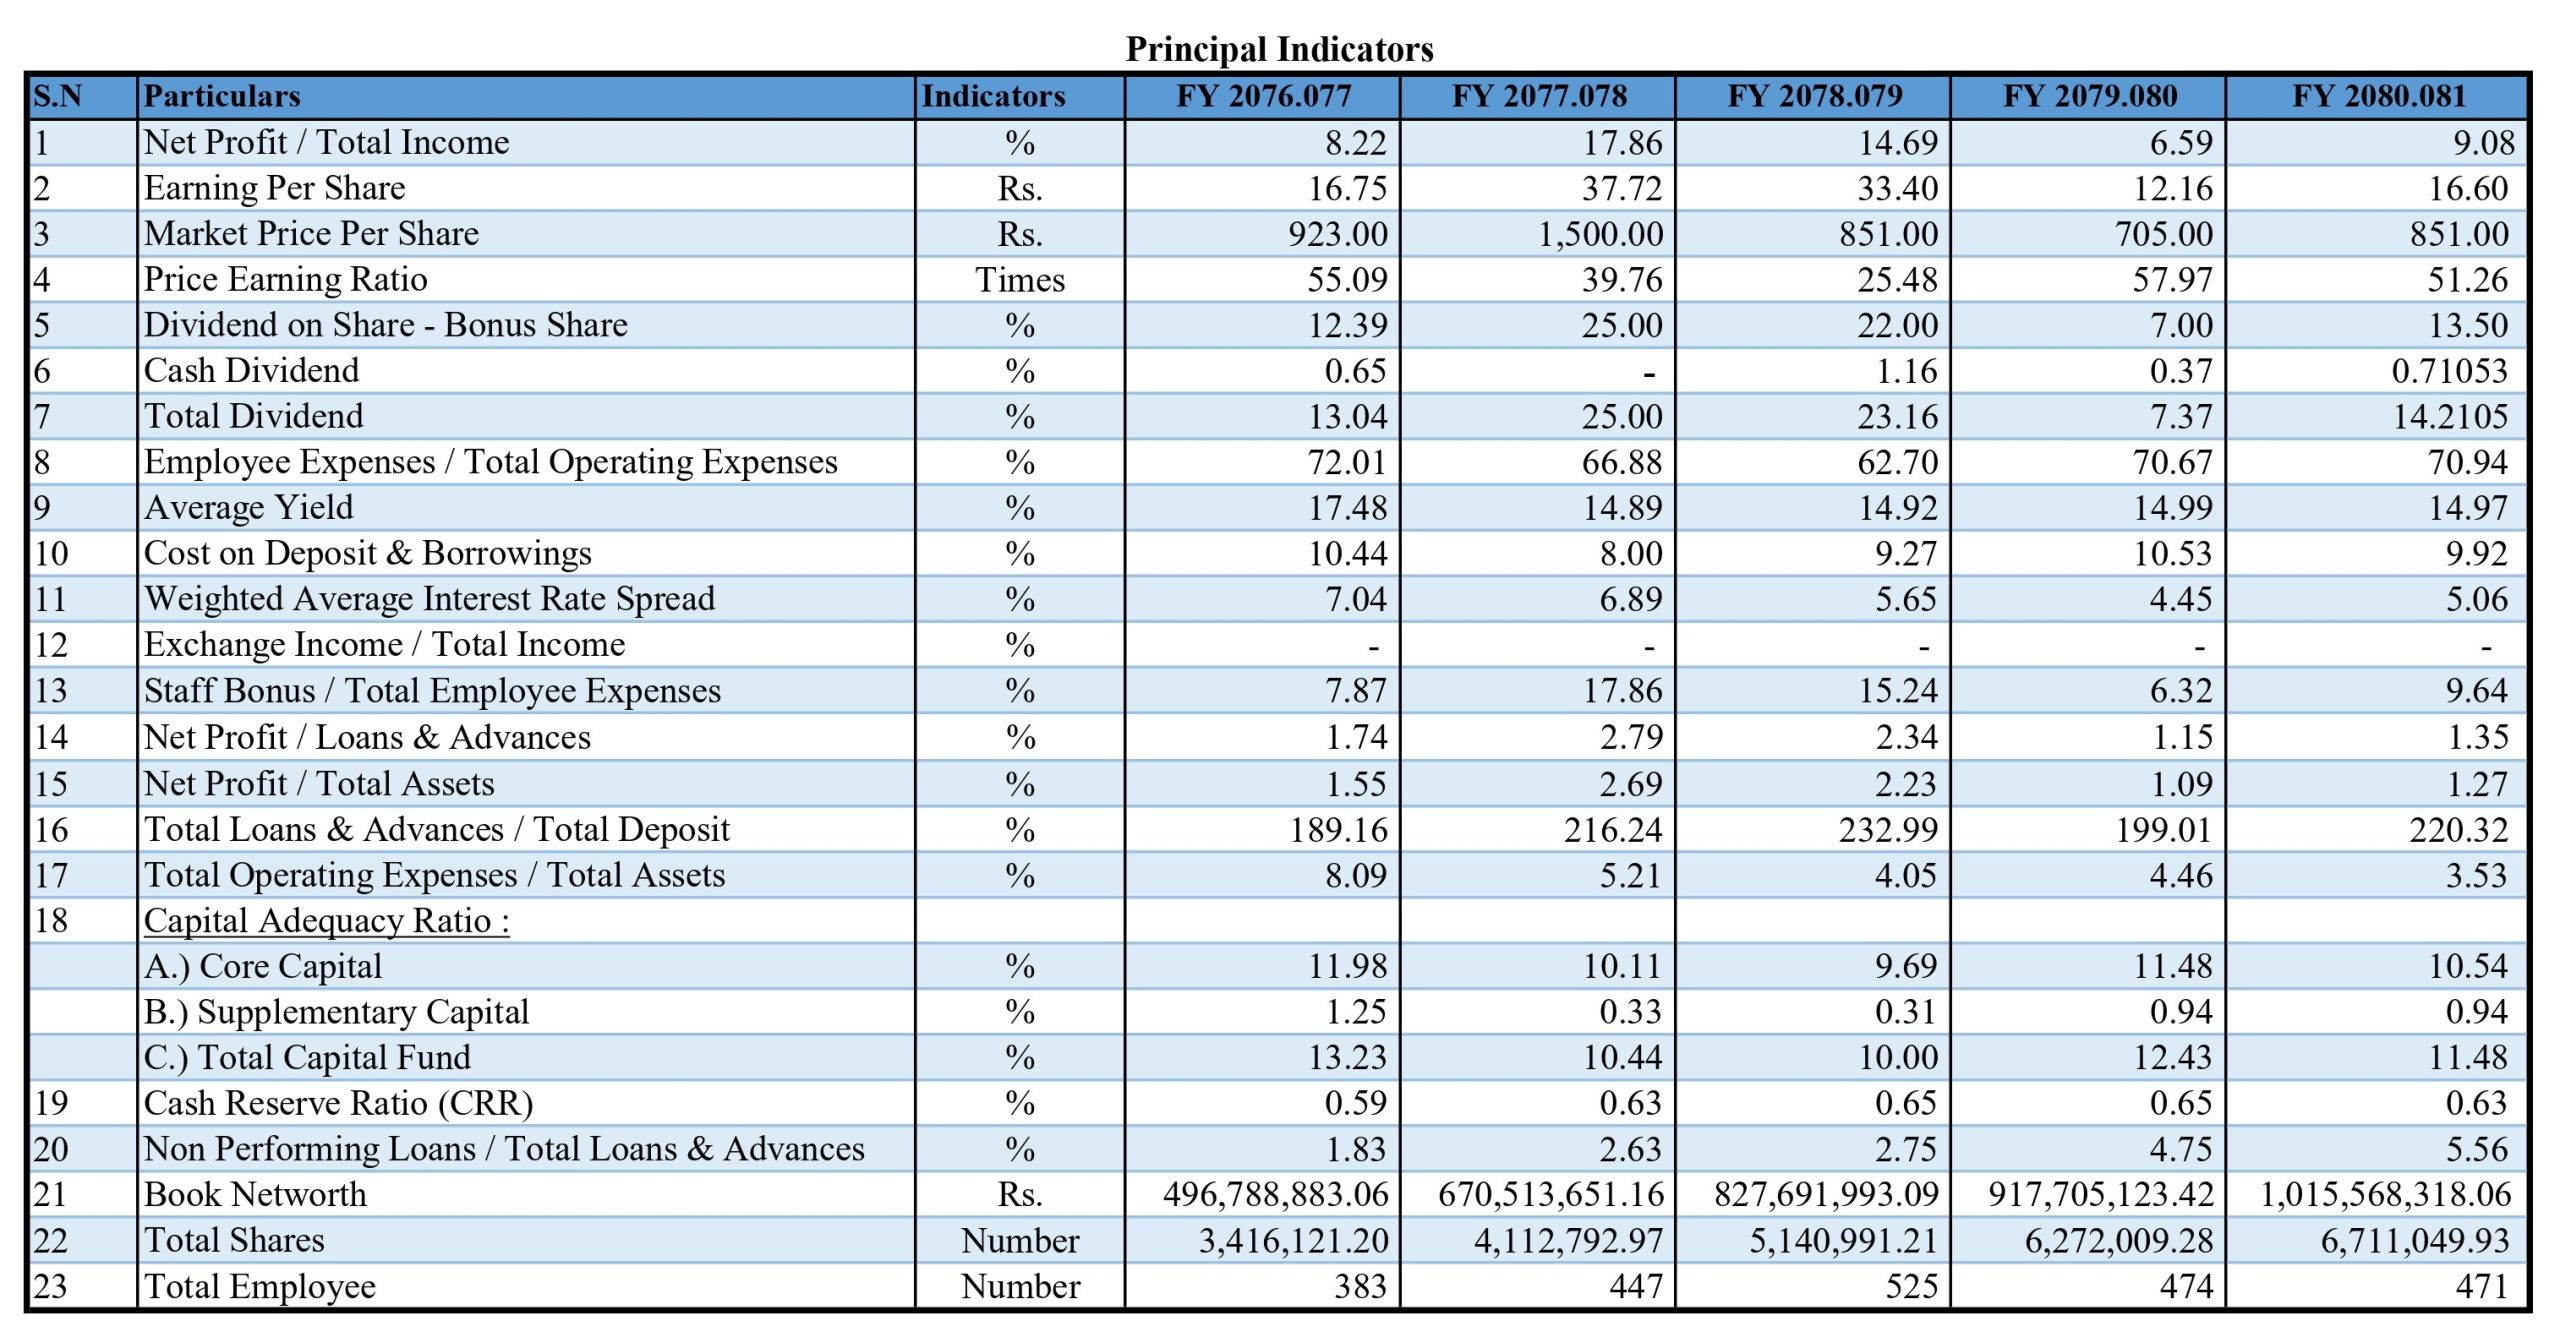 Principal Indicators
S.N Particulars Indicators FY 2076.077 FY 2077.078 FY 2078.079 FY 2079.080 FY 2080.081
1 Net Profit / Total Income % 8.22 17.86 14.69 6.59 9.08
2 Earning Per Share Rs. 16.75 37.72 33.40 12.16 16.60
3 Market Price Per Share Rs. 923.00 1,500.00 851.00 705.00 851.00
4 Price Earning Ratio Times 55.09 39.76 25.48 57.97 51.26
5 Dividend on Share - Bonus Share % 12.39 25.00 22.00 7.00 13.50
6 Cash Dividend % 0.65 - 1.16 0.37 0.71053
7 Total Dividend % 13.04 25.00 23.16 7.37 14.2105
8 Employee Expenses / Total Operating Expenses % 72.01 66.88 62.70 70.67 70.94
9 Average Yield % 17.48 14.89 14.92 14.99 14.97
10 Cost on Deposit & Borrowings % 10.44 8.00 9.27 10.53 9.92
11 Weighted Average Interest Rate Spread % 7.04 6.89 5.65 4.45 5.06
12 Exchange Income / Total Income % - - - - -
13 Staff Bonus / Total Employee Expenses % 7.87 17.86 15.24 6.32 9.64
14 Net Profit / Loans & Advances % 1.74 2.79 2.34 1.15 1.35
15 Net Profit / Total Assets % 1.55 2.69 2.23 1.09 1.27
16 Total Loans & Advances / Total Deposit % 189.16 216.24 232.99 199.01 220.32
17 Total Operating Expenses / Total Assets % 8.09 5.21 4.05 4.46 3.53
18 Capital Adequacy Ratio :
A.) Core Capital % 11.98 10.11 9.69 11.48 10.54
B.) Supplementary Capital % 1.25 0.33 0.31 0.94 0.94
C.) Total Capital Fund % 13.23 10.44 10.00 12.43 11.48
19 Cash Reserve Ratio (CRR) % 0.59 0.63 0.65 0.65 0.63
20 Non Performing Loans / Total Loans & Advances % 1.83 2.63 2.75 4.75 5.56
21 Book Networth Rs. 496,788,883.06 670,513,651.16 827,691,993.09 917,705,123.42 1,015,568,318.06
22 Total Shares Number 3,416,121.20 4,112,792.97 5,140,991.21 6,272,009.28 6,711,049.93
23 Total Employee Number 383 447 525 474 471